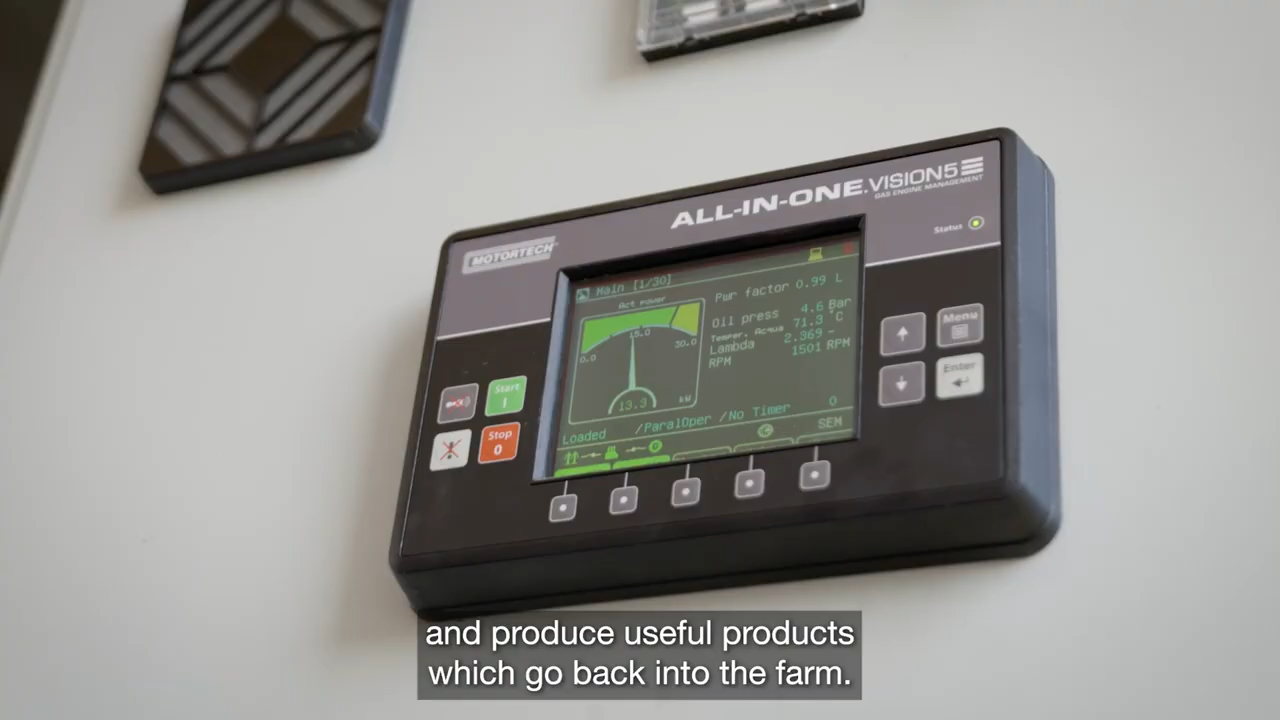 ALL-IN-ONE.VISION5
GAS ENGINE MANAGEMENT
MOTORTECH
Status
Main [1/30]
Act Power
0.0
15.0
30.0
13.3
kW
Pwr factor 0.99 L
Oil press 4.6 Bar
Temper. Acqua 71.3 °C
Lambda 2.369 -
RPM 1501 RPM
Loaded /ParalOper /No Timer 0
SEM
Start
I
Stop
0
Menu
Enter
and produce useful products
which go back into the farm.